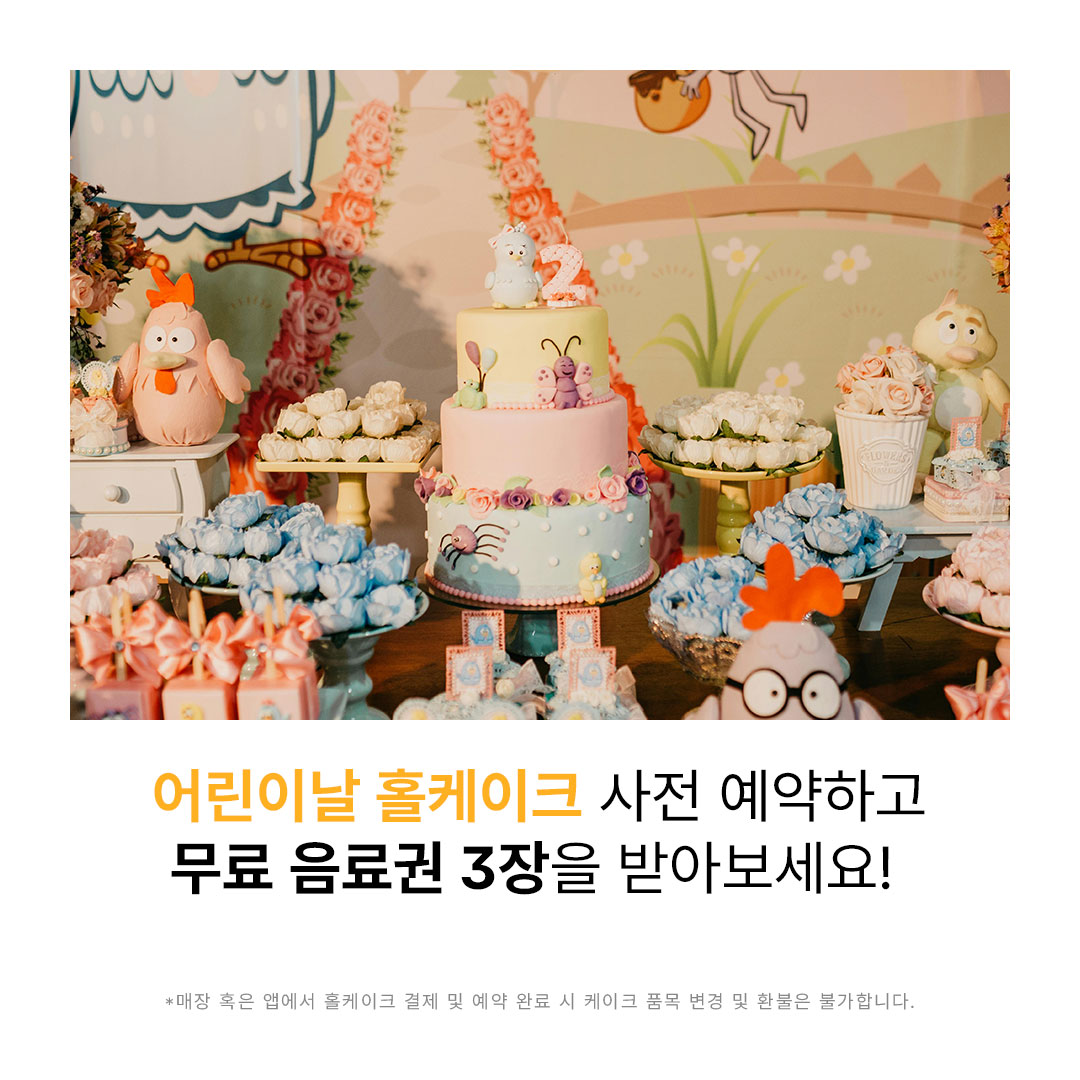 2
FLOWERS
어린이날 홀케이크 사전 예약하고
무료 음료권 3장을 받아보세요!
*매장 혹은 앱에서 홀케이크 결제 및 예약 완료 시 케이크 품목 변경 및 환불은 불가합니다.